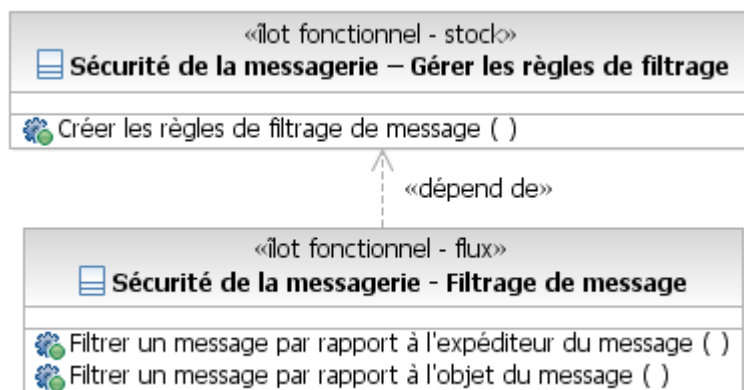 «îlot fonctionnel - stock»
Sécurité de la messagerie – Gérer les règles de filtrage
Créer les règles de filtrage de message ( )
«dépend de»
«îlot fonctionnel - flux»
Sécurité de la messagerie - Filtrage de message
Filtrer un message par rapport à l'expéditeur du message ( )
Filtrer un message par rapport à l'objet du message ( )